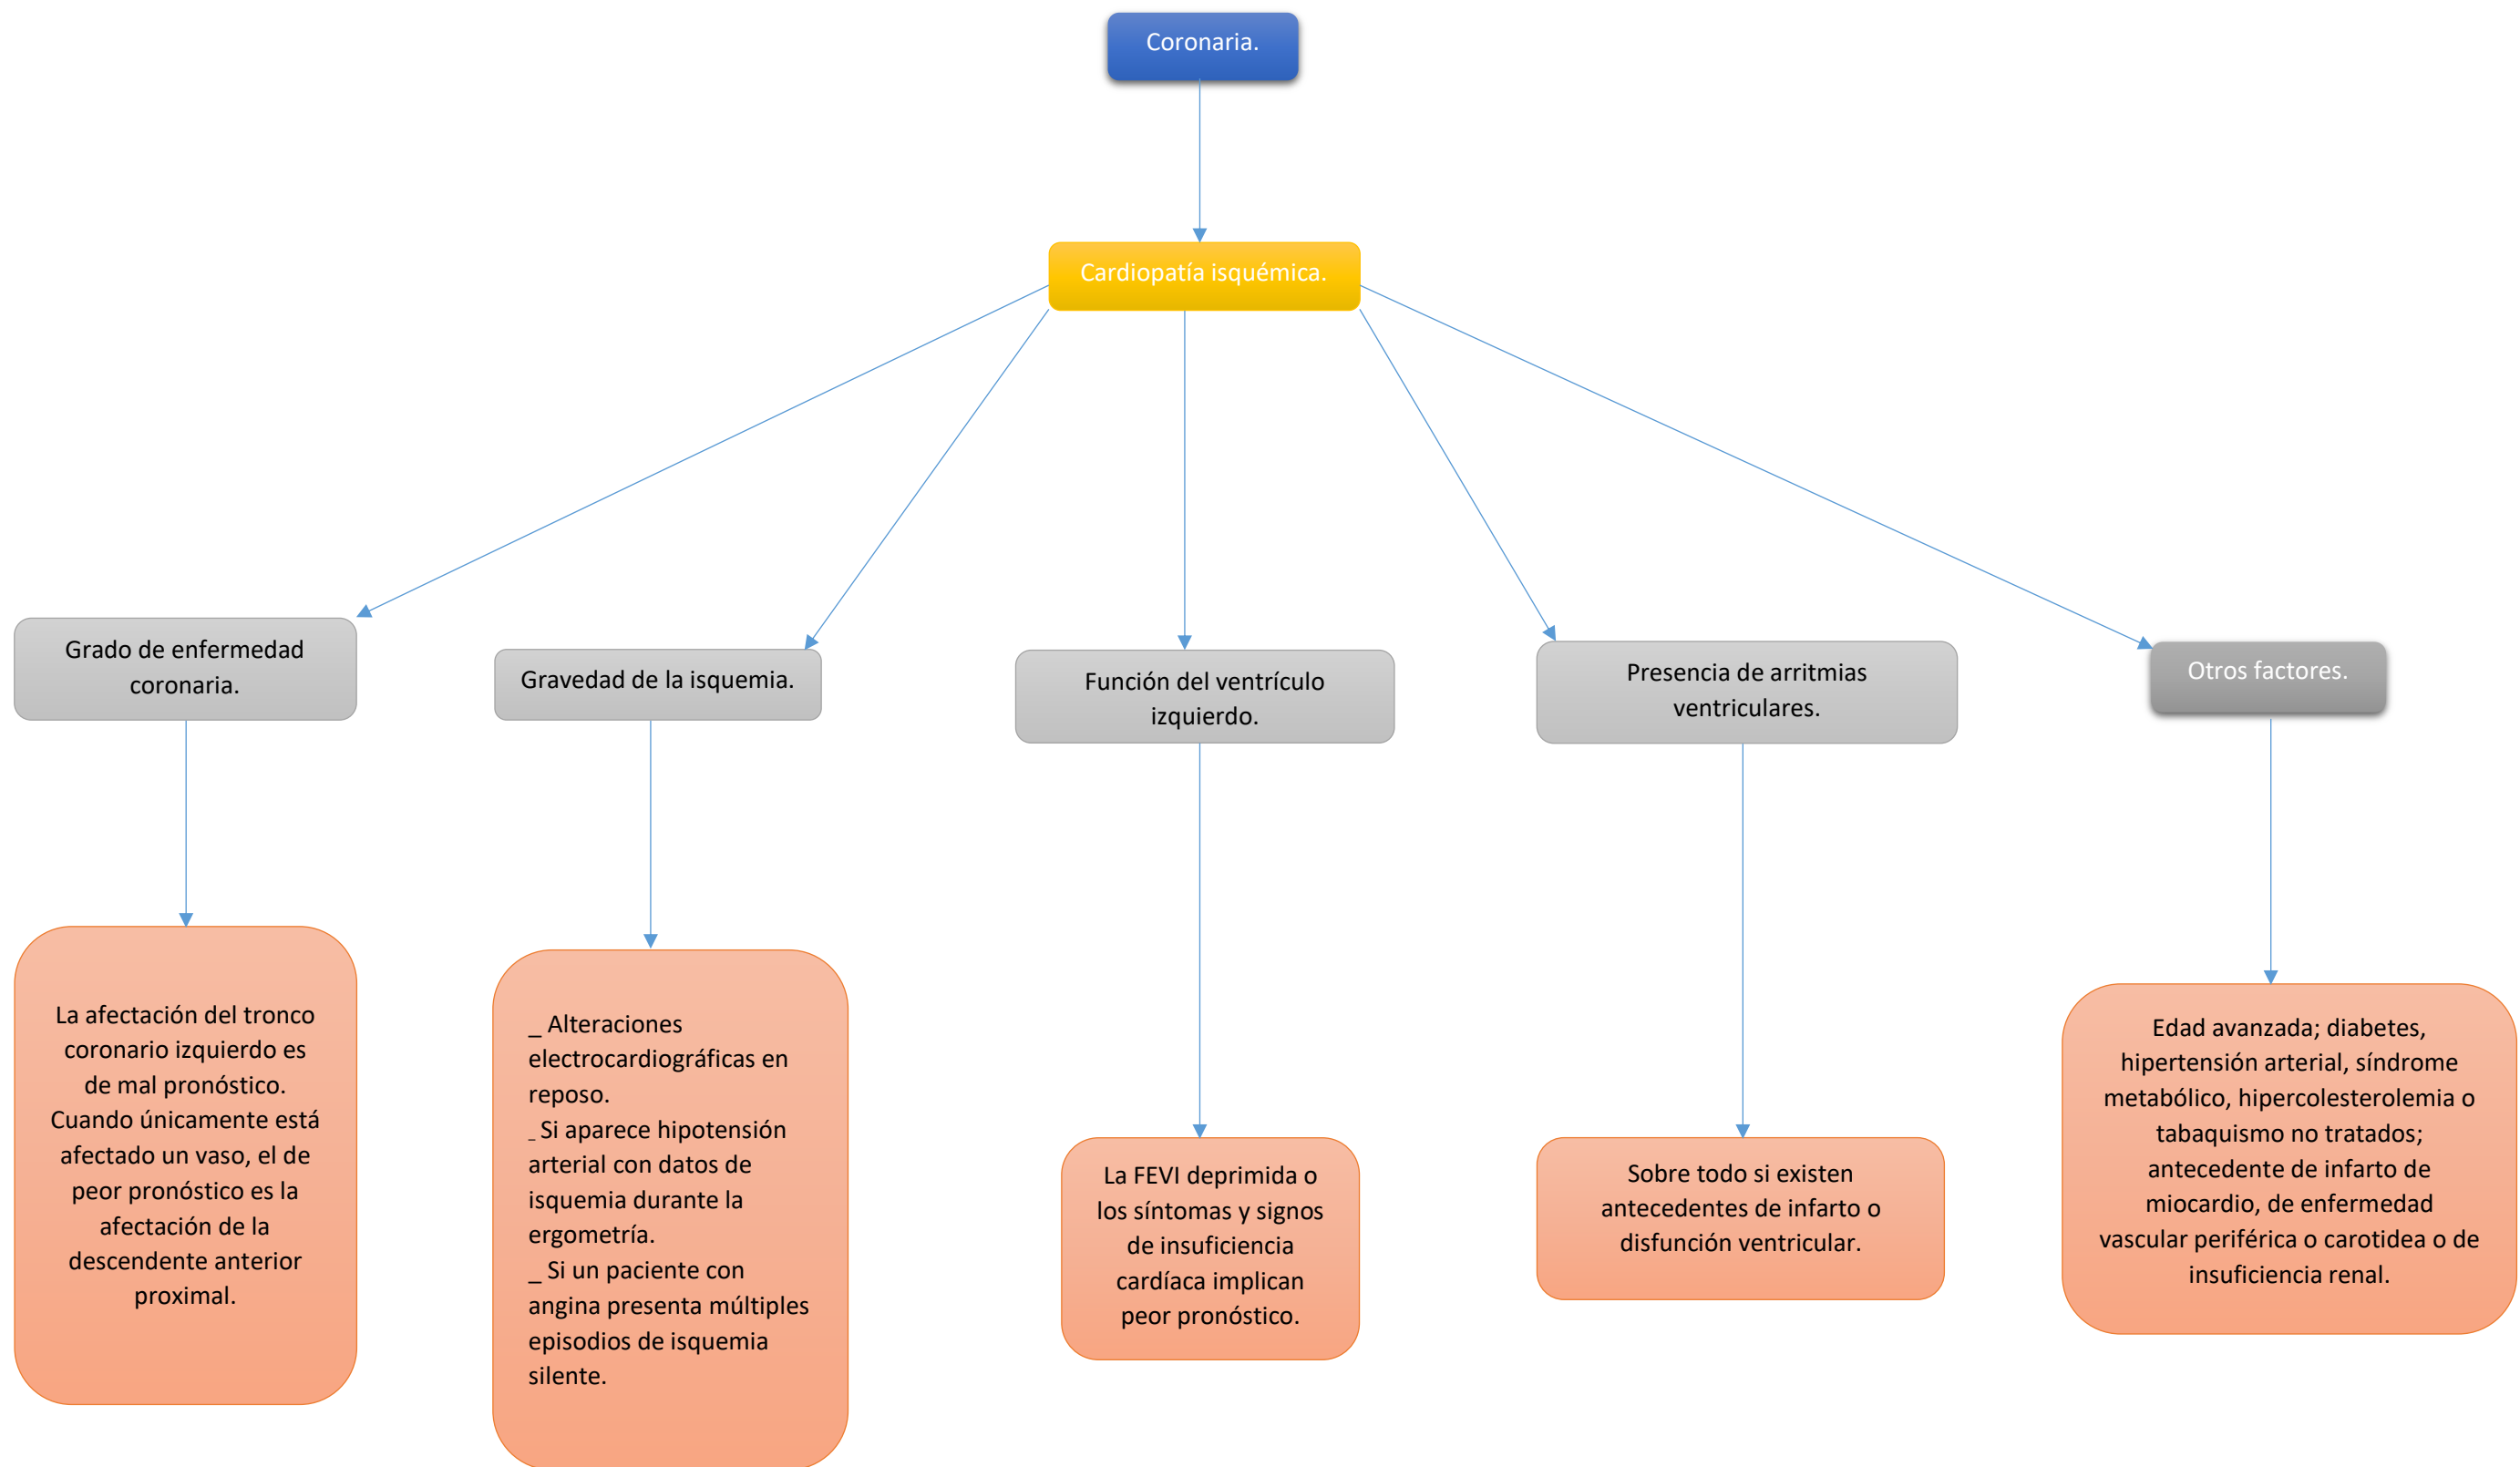 Coronaria.
Cardiopatía isquémica.
Grado de enfermedad
coronaria.
Gravedad de la isquemia.
Función del ventrículo
izquierdo.
Presencia de arritmias
ventriculares.
Otros factores.
La afectación del tronco
coronario izquierdo es
de mal pronóstico.
Cuando únicamente está
afectado un vaso, el de
peor pronóstico es la
afectación de la
descendente anterior
proximal.
_ Alteraciones
electrocardiográficas en
reposo.
_ Si aparece hipotensión
arterial con datos de
isquemia durante la
ergometría.
_ Si un paciente con
angina presenta múltiples
episodios de isquemia
silente.
La FEVI deprimida o
los síntomas y signos
de insuficiencia
cardíaca implican
peor pronóstico.
Sobre todo si existen
antecedentes de infarto o
disfunción ventricular.
Edad avanzada; diabetes,
hipertensión arterial, síndrome
metabólico, hipercolesterolemia o
tabaquismo no tratados;
antecedente de infarto de
miocardio, de enfermedad
vascular periférica o carotidea o de
insuficiencia renal.